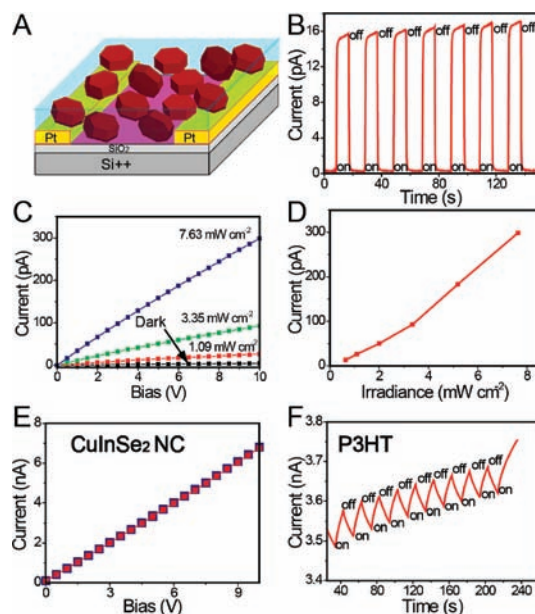 A
Pt
Pt
SiO₂
Si++
B
Current (pA)
16
12
8
4
0
off off off off off off off
on on on on on on on
0 40 80 120
Time (s)
C
Current (pA)
300
200
100
0
7.63 mW cm⁻²
3.35 mW cm⁻²
Dark
1.09 mW cm⁻²
0 2 4 6 8 10
Bias (V)
D
Current (pA)
300
200
100
0
0 2 4 6 8
Irradiance (mW cm²)
E
CuInSe₂ NC
Current (nA)
8
6
4
2
0
0 3 6 9
Bias (V)
F
P3HT
Current (nA)
3.8
3.7
3.6
3.5
3.4
off off off off off off off off off
on on on on on on on on on
40 80 120 160 200 240
Time (s)